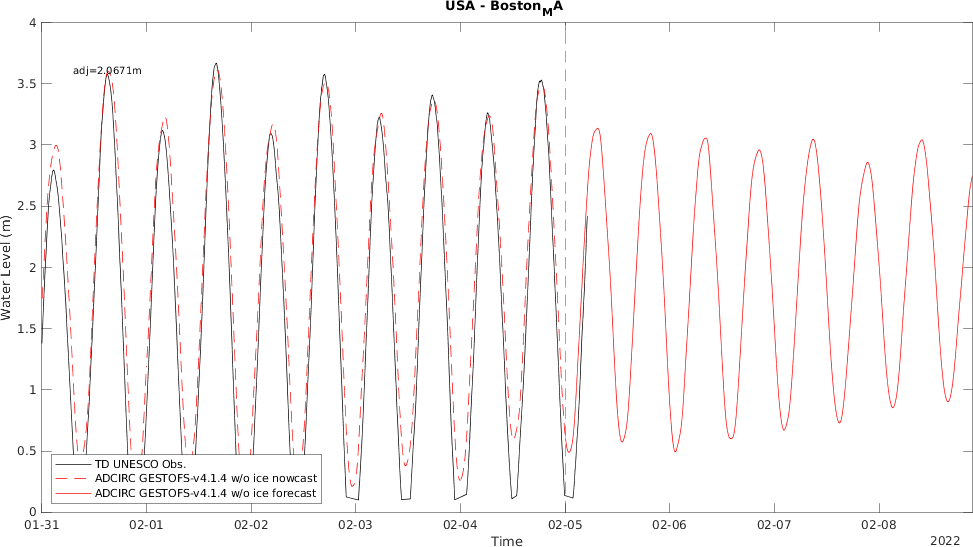 USA - Boston_MA
adj=2.0671m
4
3.5
3
2.5
2
1.5
1
0.5
0
Water Level (m)
TD UNESCO Obs.
ADCIRC GESTOFS-v4.1.4 w/o ice nowcast
ADCIRC GESTOFS-v4.1.4 w/o ice forecast
01-31 02-01 02-02 02-03 02-04 02-05 02-06 02-07 02-08
Time
2022